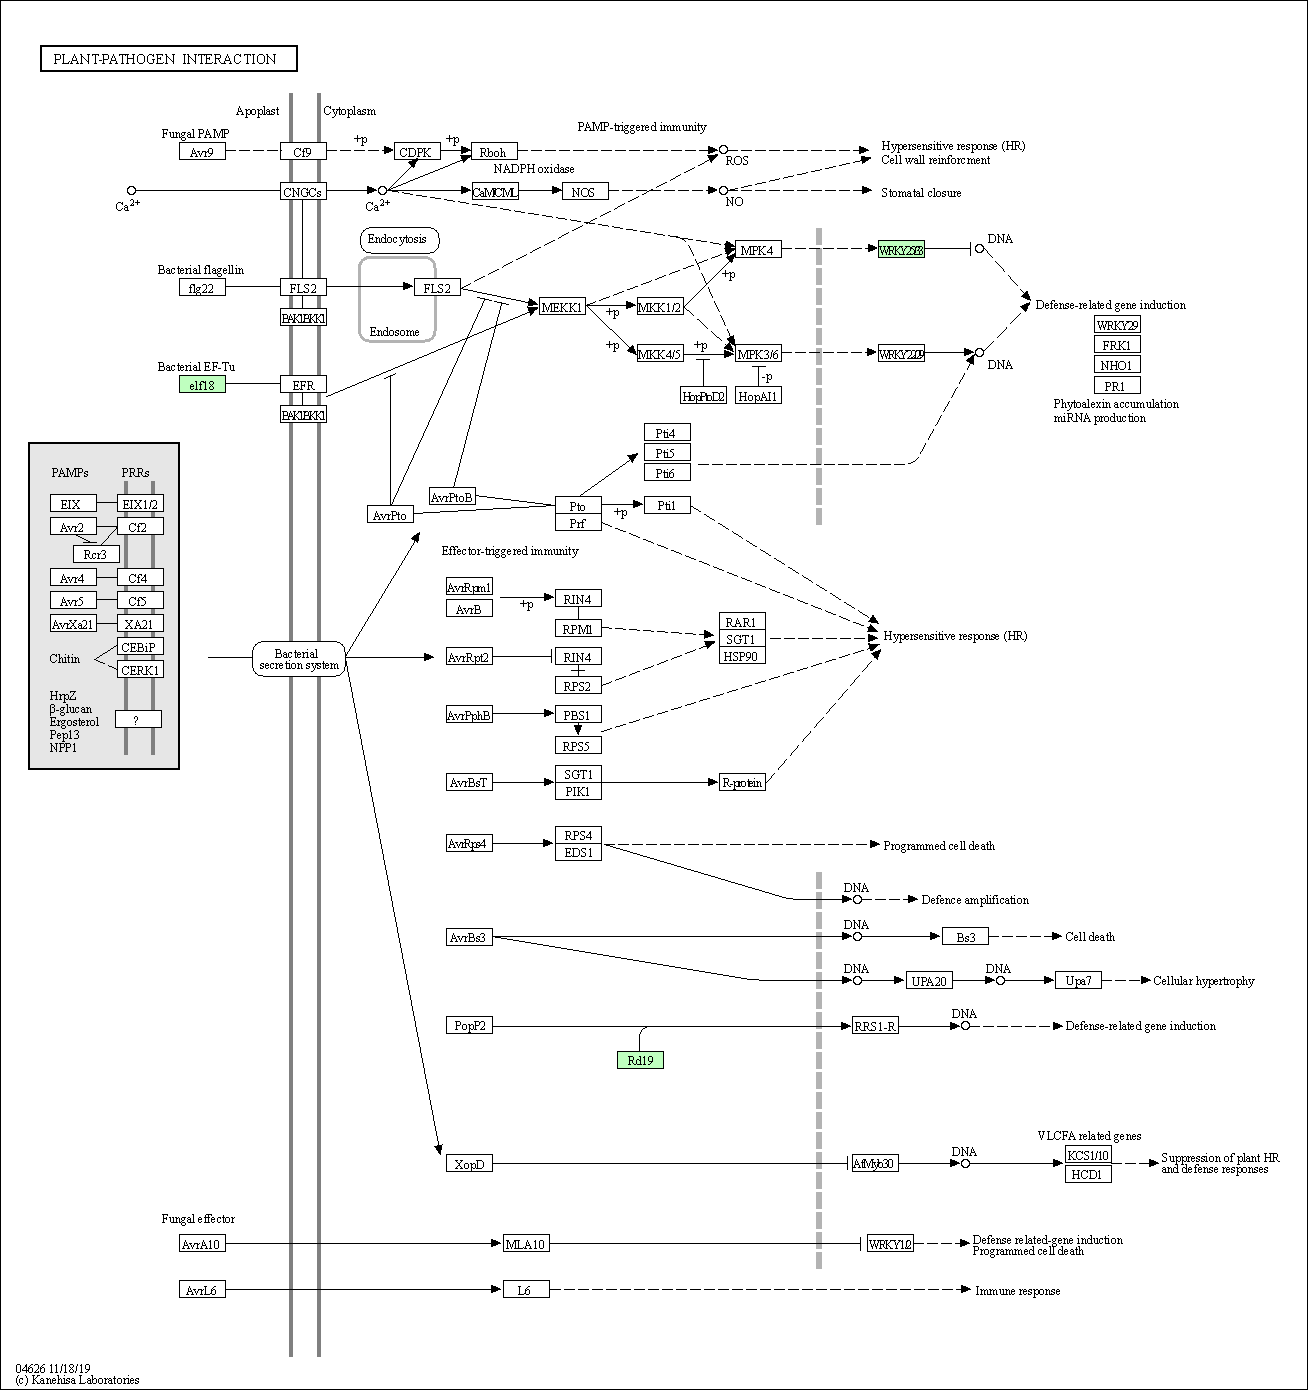 PLANT-PATHOGEN INTERACTION
Apoplast
Cytoplasm
Fungal PAMP
PAMP-triggered immunity
Avr9
Cf9
+p
CDPK
+p
Rboh
ROS
Hypersensitive response (HR)
Cell wall reinforcment
NADPH oxidase
Ca2+
CNGCs
Ca2+
CaMCML
NOS
NO
Stomatal closure
Endocytosis
MPK4
WRKY25/33
DNA
Bacterial flagellin
flg22
FLS2
FLS2
+p
MEKK1
+p
MKK1/2
Defense-related gene induction
BAK1BKK1
Endosome
WRKY29
FRK1
NHO1
PR1
Phytoalexin accumulation
miRNA production
+p
MKK4/5
+p
MPK3/6
WRKY22/29
DNA
-p
HopPtoD2
HopAI1
Bacterial EF-Tu
elf18
EFR
BAK1BKK1
Pti4
Pti5
Pti6
PAMPs
PRRs
EIX
EIX1/2
Avr2
Cf2
Rcr3
Avr4
Cf4
Avr5
Cf5
AvrXa21
XA21
Chitin
CEBiP
CERK1
HrpZ
β-glucan
Ergosterol
Pep13
NPP1
?
AvrPtoB
AvrPto
Pto
Prf
+p
Pti1
Effector-triggered immunity
AvrRpm1
AvrB
+p
RIN4
RPM1
RAR1
SGT1
HSP90
Hypersensitive response (HR)
Bacterial
secretion system
AvrRpt2
RIN4
RPS2
AvrPphB
PBS1
RPS5
AvrBsT
SGT1
PIK1
R-protein
AvrRps4
RPS4
EDS1
Programmed cell death
DNA
Defence amplification
AvrBs3
DNA
Bs3
Cell death
DNA
UPA20
DNA
Upa7
Cellular hypertrophy
PopP2
Rd19
RRS1-R
DNA
Defense-related gene induction
VLCFA related genes
XopD
AtMyb30
DNA
KCS1/10
HCD1
Suppression of plant HR
and defense responses
Fungal effector
AvrA10
MLA10
WRKY1/2
Defense related-gene induction
Programmed cell death
AvrL6
L6
Immune response
04626 11/18/19
(c) Kanehisa Laboratories